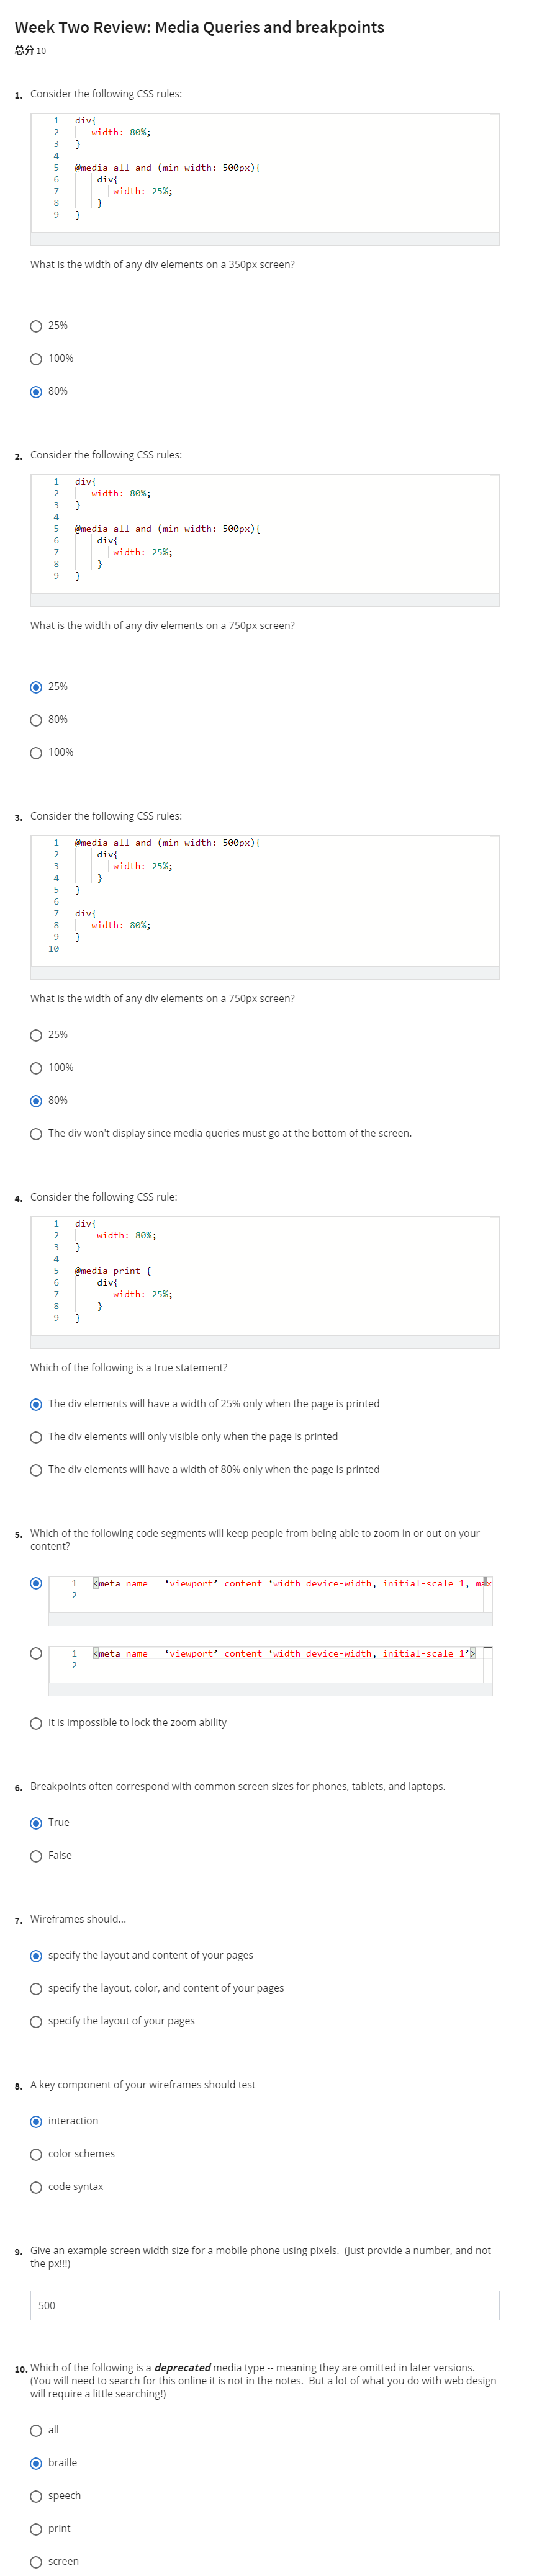 Week Two Review: Media Queries and breakpoints
总分 10
1. Consider the following CSS rules:
1 div{
2 width: 80%;
3 }
4
5 @media all and (min-width: 500px){
6 div{
7 width: 25%;
8 }
9 }
What is the width of any div elements on a 350px screen?
25%
100%
80%
2. Consider the following CSS rules:
1 div{
2 width: 80%;
3 }
4
5 @media all and (min-width: 500px){
6 div{
7 width: 25%;
8 }
9 }
What is the width of any div elements on a 750px screen?
25%
80%
100%
3. Consider the following CSS rules:
1 @media all and (min-width: 500px){
2 div{
3 width: 25%;
4 }
5 }
6
7 div{
8 width: 80%;
9 }
10
What is the width of any div elements on a 750px screen?
25%
100%
80%
The div won't display since media queries must go at the bottom of the screen.
4. Consider the following CSS rule:
1 div{
2 width: 80%;
3 }
4
5 @media print {
6 div{
7 width: 25%;
8 }
9 }
Which of the following is a true statement?
The div elements will have a width of 25% only when the page is printed
The div elements will only visible only when the page is printed
The div elements will have a width of 80% only when the page is printed
5. Which of the following code segments will keep people from being able to zoom in or out on your
content?
1 <meta name = ‘viewport’ content=‘width=device-width, initial-scale=1,
2
1 <meta name = ‘viewport’ content=‘width=device-width, initial-scale=1’>
2
It is impossible to lock the zoom ability
6. Breakpoints often correspond with common screen sizes for phones, tablets, and laptops.
True
False
7. Wireframes should...
specify the layout and content of your pages
specify the layout, color, and content of your pages
specify the layout of your pages
8. A key component of your wireframes should test
interaction
color schemes
code syntax
9. Give an example screen width size for a mobile phone using pixels. (Just provide a number, and not
the px!!!)
500
10. Which of the following is a deprecated media type -- meaning they are omitted in later versions.
(You will need to search for this online it is not in the notes. But a lot of what you do with web design
will require a little searching!)
all
braille
speech
print
screen